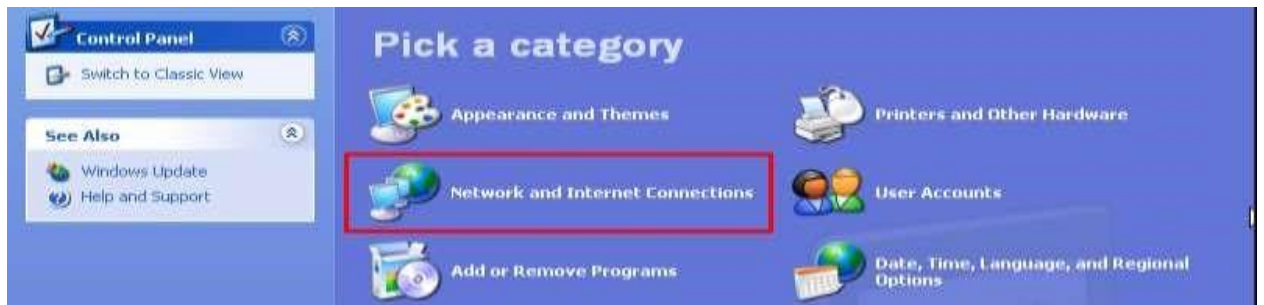 Control Panel
Switch to Classic View
See Also
Windows Update
Help and Support
Pick a category
Appearance and Themes
Printers and Other Hardware
Network and Internet Connections
User Accounts
Add or Remove Programs
Date, Time, Language, and Regional
Options